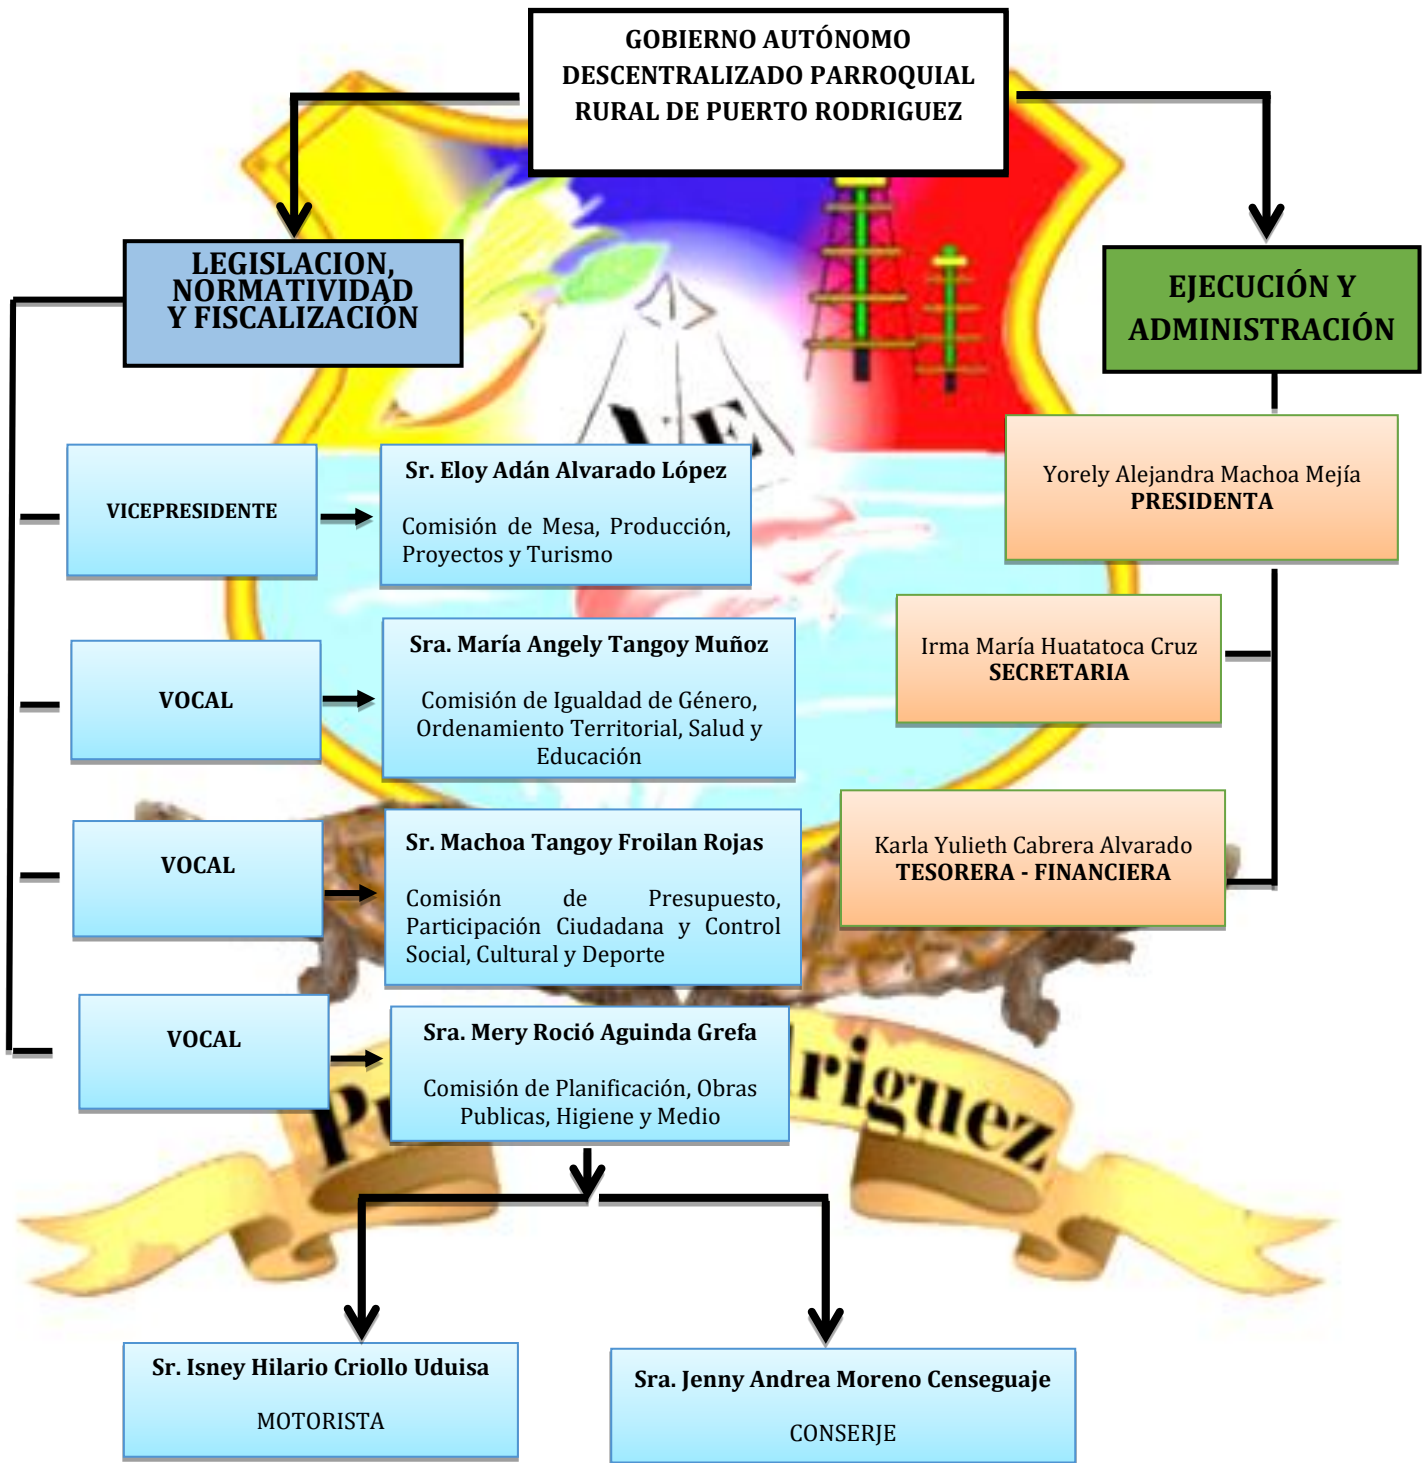 GOBIERNO AUTÓNOMO
DESCENTRALIZADO PARROQUIAL
RURAL DE PUERTO RODRIGUEZ
LEGISLACION,
NORMATIVIDAD
Y FISCALIZACIÓN
EJECUCIÓN Y
ADMINISTRACIÓN
VICEPRESIDENTE
Sr. Eloy Adán Alvarado López
Comisión de Mesa, Producción,
Proyectos y Turismo
Yorely Alejandra Machoa Mejía
PRESIDENTA
VOCAL
Sra. María Angely Tangoy Muñoz
Comisión de Igualdad de Género,
Ordenamiento Territorial, Salud y
Educación
Irma María Huatatoca Cruz
SECRETARIA
VOCAL
Sr. Machoa Tangoy Froilan Rojas
Comisión de Presupuesto,
Participación Ciudadana y Control
Social, Cultural y Deporte
Karla Yulieth Cabrera Alvarado
TESORERA - FINANCIERA
VOCAL
Sra. Mery Roció Aguinda Grefa
Comisión de Planificación, Obras
Publicas, Higiene y Medio
Sr. Isney Hilario Criollo Uduisa
MOTORISTA
Sra. Jenny Andrea Moreno Censeguaje
CONSERJE